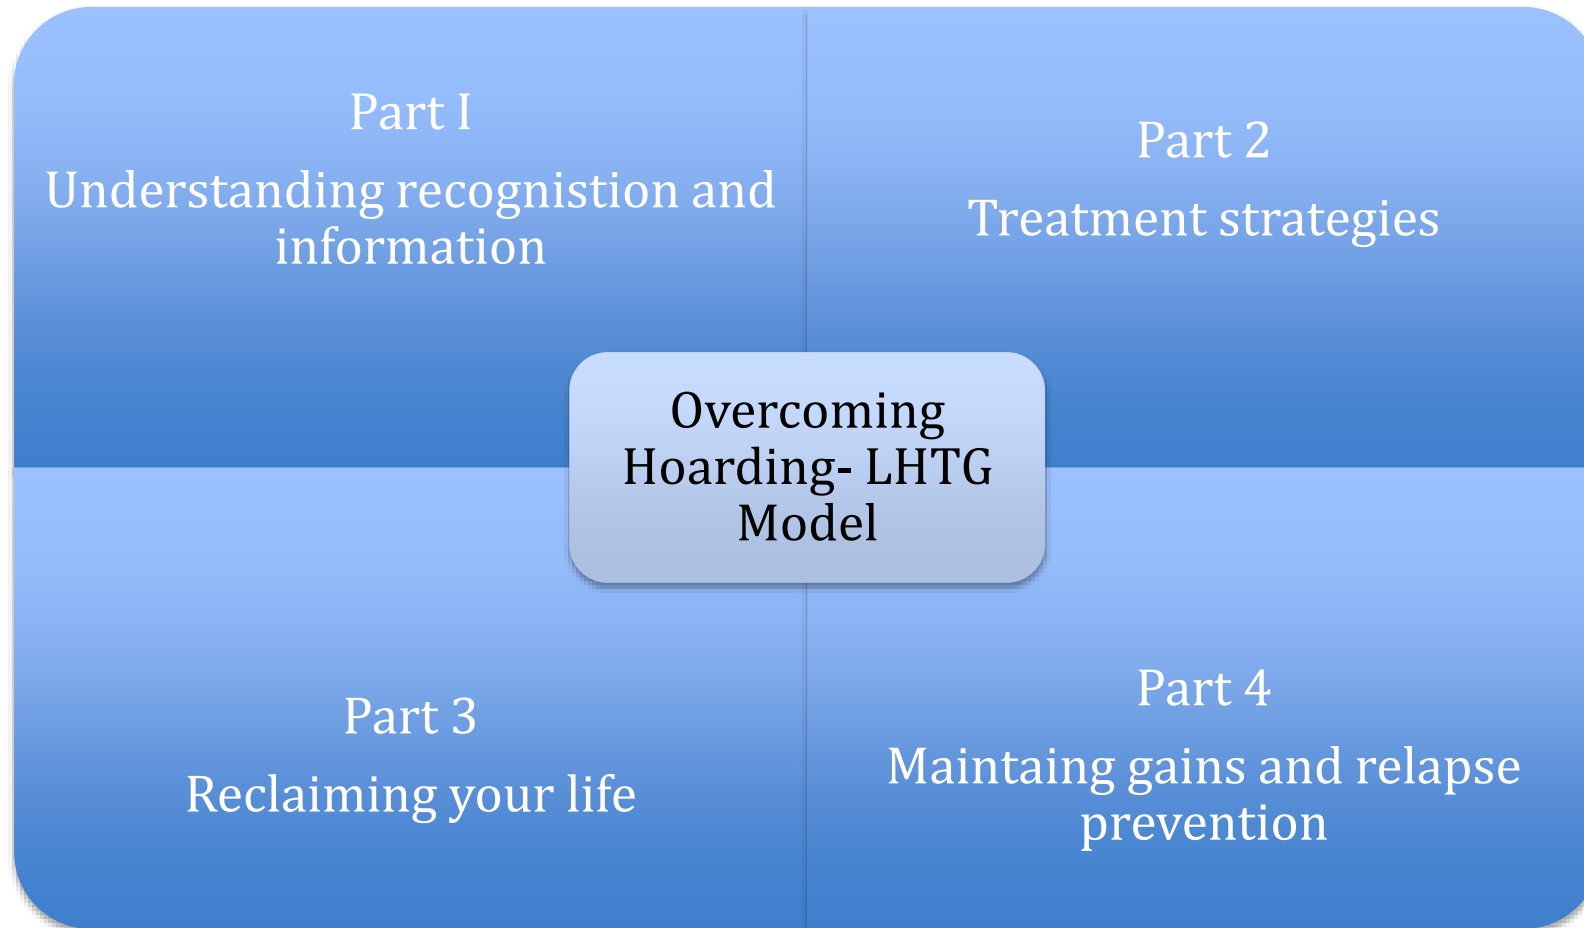 Part I
Understanding recognistion and
information
Part 2
Treatment strategies
Overcoming
Hoarding- LHTG
Model
Part 3
Reclaiming your life
Part 4
Maintaing gains and relapse
prevention